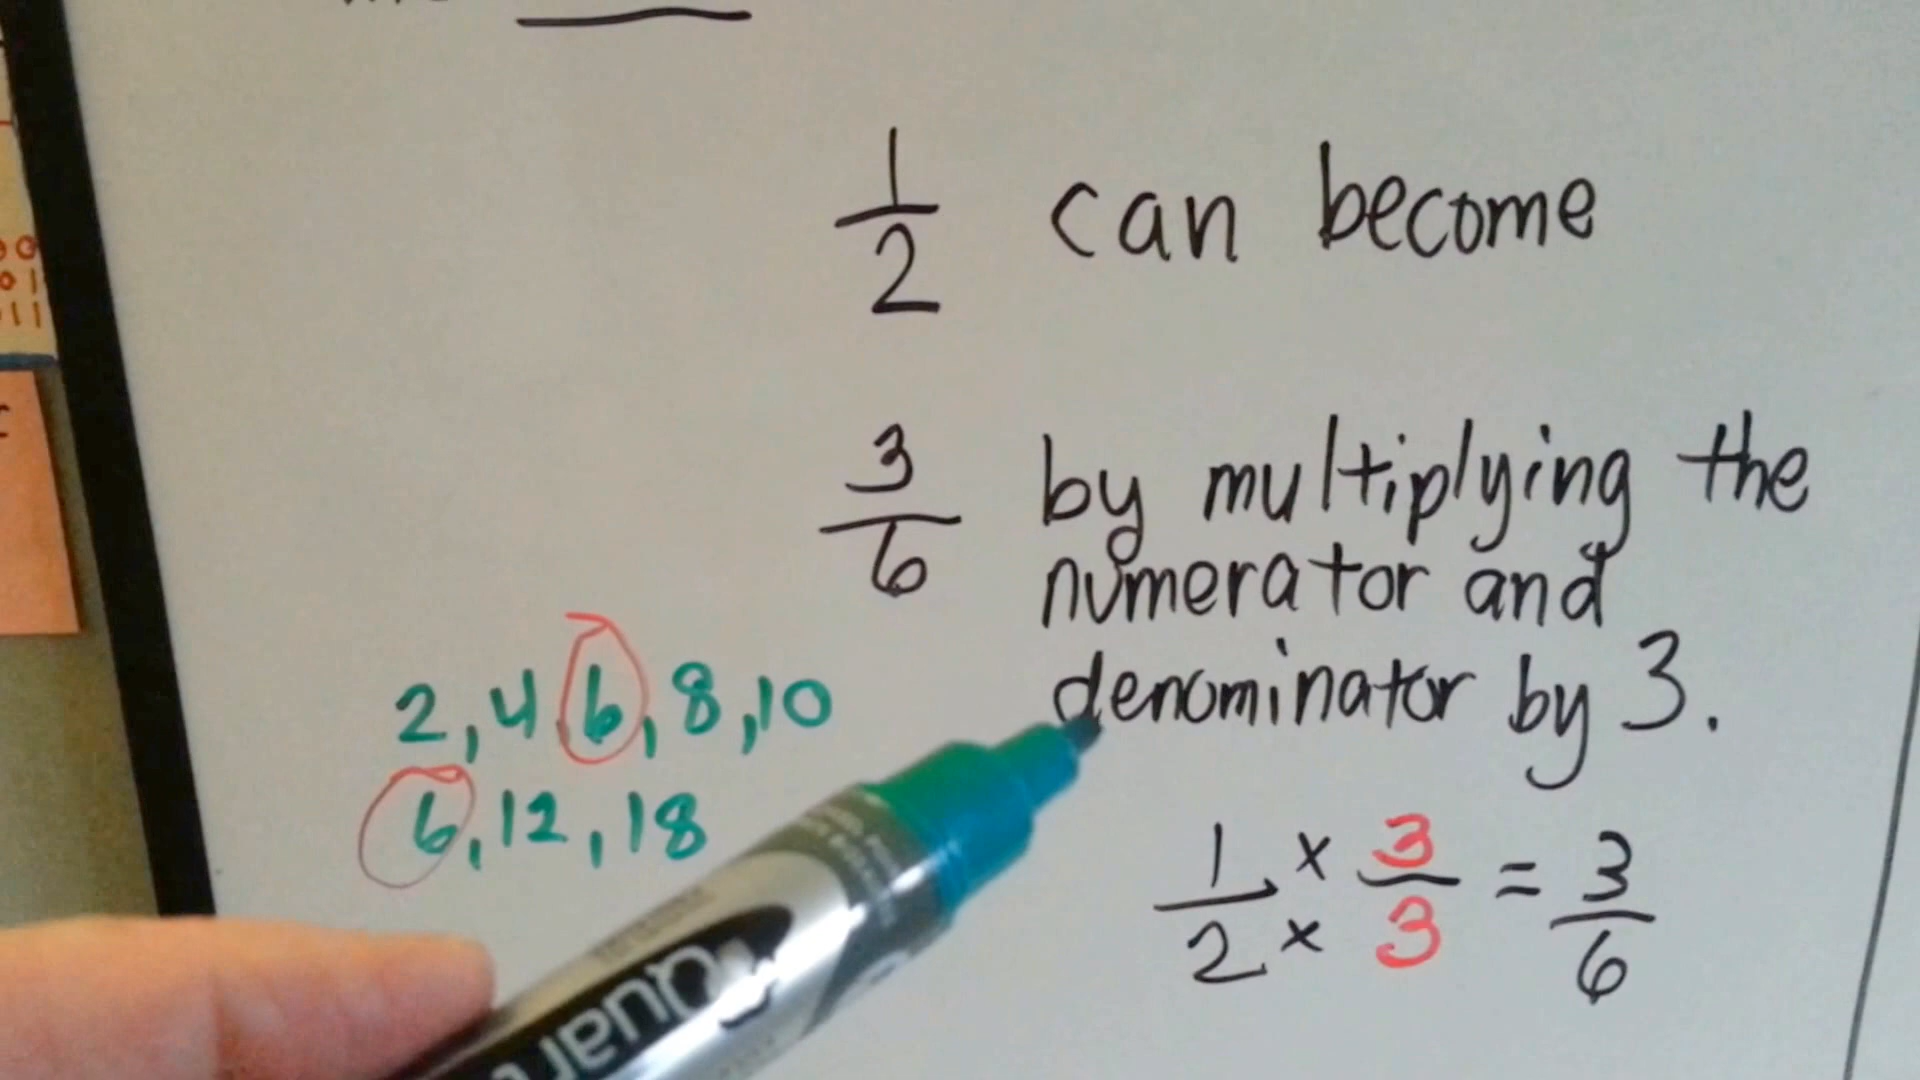 1/2 can become
3/6 by multiplying the
numerator and
denominator by 3.
2, 4, 6, 8, 10
6, 12, 18
1/2 × 3/3 = 3/6
Quar